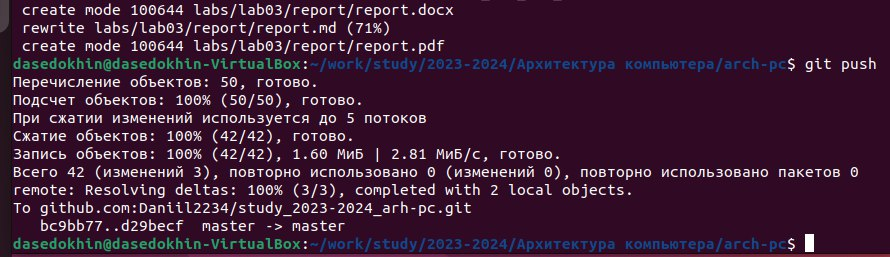 create mode 100644 labs/lab03/report/report.docx
rewrite labs/lab03/report/report.md (71%)
create mode 100644 labs/lab03/report/report.pdf
dasedokhin@dasedokhin-VirtualBox:~/work/study/2023-2024/Архитектура компьютера/arch-pc$ git push
Перечисление объектов: 50, готово.
Подсчет объектов: 100% (50/50), готово.
При сжатии изменений используется до 5 потоков
Сжатие объектов: 100% (42/42), готово.
Запись объектов: 100% (42/42), 1.60 МиБ | 2.81 МиБ/с, готово.
Всего 42 (изменений 3), повторно использовано 0 (изменений 0), повторно использовано пакетов 0
remote: Resolving deltas: 100% (3/3), completed with 2 local objects.
To github.com:Daniil2234/study_2023-2024_arh-pc.git
bc9bb77..d29becf  master -> master
dasedokhin@dasedokhin-VirtualBox:~/work/study/2023-2024/Архитектура компьютера/arch-pc$